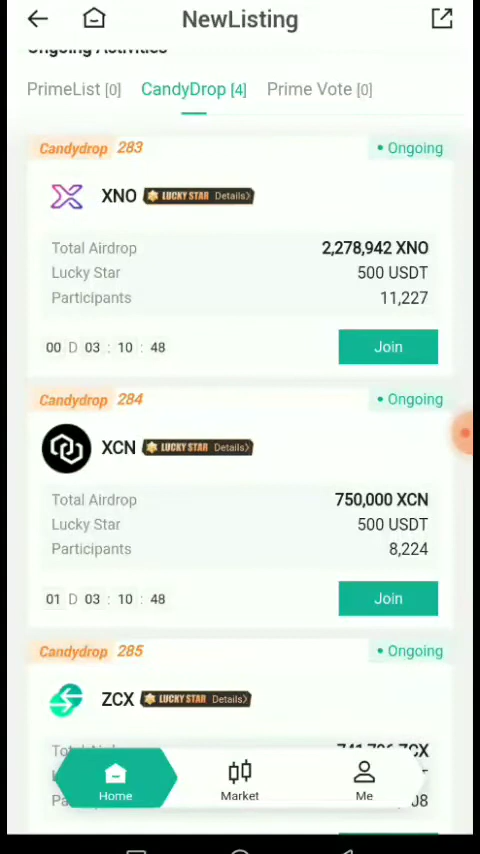 NewListing
Ongoing Activities
PrimeList [0] CandyDrop [4] Prime Vote [0]
Candydrop 283 • Ongoing
XNO LUCKY STAR Details
Total Airdrop 2,278,942 XNO
Lucky Star 500 USDT
Participants 11,227
00 D 03 : 10 : 48 Join
Candydrop 284 • Ongoing
XCN LUCKY STAR Details
Total Airdrop 750,000 XCN
Lucky Star 500 USDT
Participants 8,224
01 D 03 : 10 : 48 Join
Candydrop 285 • Ongoing
ZCX LUCKY STAR Details
Home Market Me